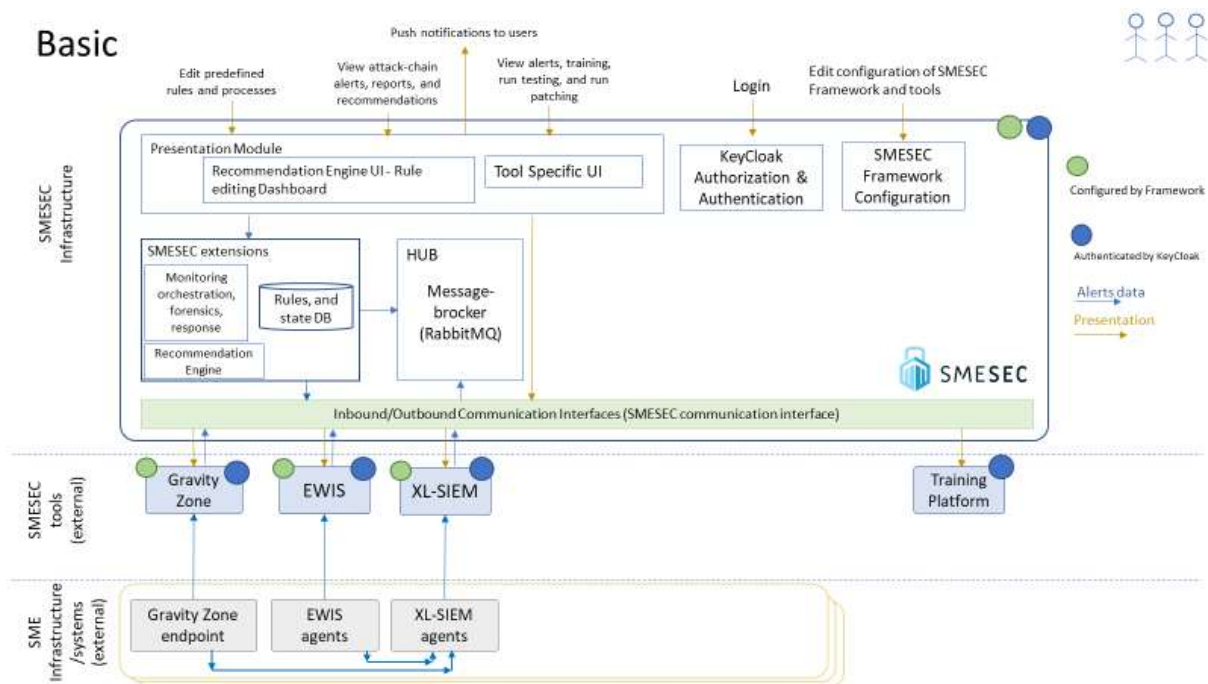 Basic
Push notifications to users
Edit predefined
rules and processes
View attack-chain
alerts, reports, and
recommendations
View alerts, training,
run testing, and run
patching
Login
Edit configuration of SMESEC
Framework and tools
SMESEC
Infrastructure
Presentation Module
Recommendation Engine UI - Rule
editing Dashboard
Tool Specific UI
KeyCloak
Authorization &
Authentication
SMESEC
Framework
Configuration
Configured by Framework
Authenticated by KeyCloak
Alerts data
Presentation
SMESEC extensions
Monitoring
orchestration,
forensics,
response
Rules, and
state DB
Recommendation
Engine
HUB
Message-
brocker
(RabbitMQ)
SMESEC
Inbound/Outbound Communication Interfaces (SMESEC communication interface)
SMESEC
tools
(external)
Gravity
Zone
EWIS
XL-SIEM
Training
Platform
SME
Infrastructure
/systems
(external)
Gravity Zone
endpoint
EWIS
agents
XL-SIEM
agents